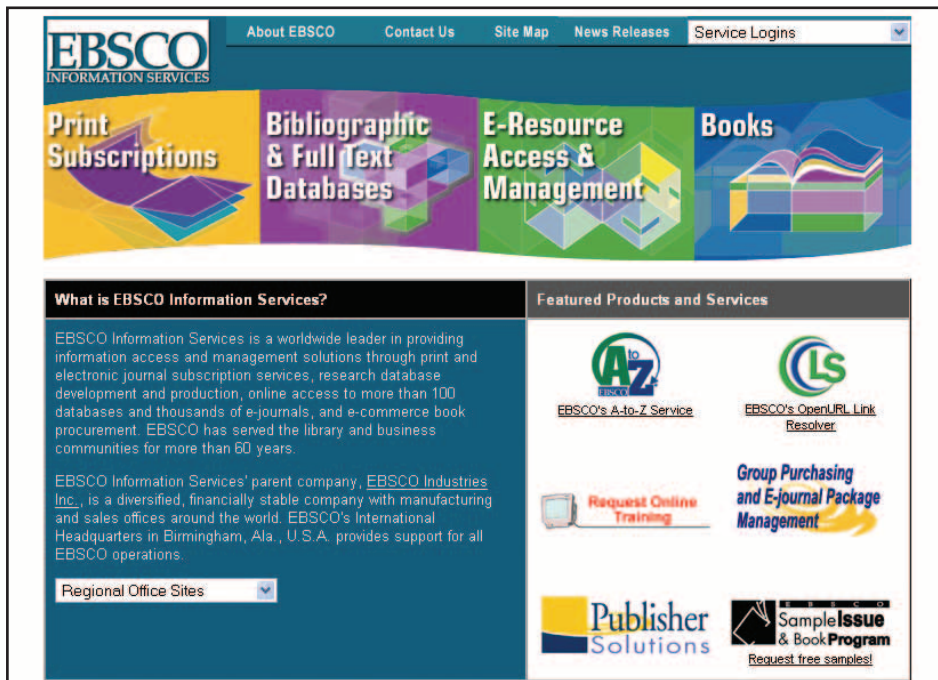 EBSCO
INFORMATION SERVICES
About EBSCO
Contact Us
Site Map
News Releases
Service Logins
Print
Subscriptions
Bibliographic
& Full Text
Databases
E-Resource
Access &
Management
Books
What is EBSCO Information Services?
EBSCO Information Services is a worldwide leader in providing
information access and management solutions through print and
electronic journal subscription services, research database
development and production, online access to more than 100
databases and thousands of e-journals, and e-commerce book
procurement. EBSCO has served the library and business
communities for more than 60 years.
EBSCO Information Services' parent company, EBSCO Industries
Inc., is a diversified, financially stable company with manufacturing
and sales offices around the world. EBSCO's International
Headquarters in Birmingham, Ala., U.S.A. provides support for all
EBSCO operations.
Regional Office Sites
Featured Products and Services
A to Z
EBSCO
EBSCO's A-to-Z Service
LS
EBSCO's OpenURL Link
Resolver
Request Online
Training
Group Purchasing
and E-journal Package
Management
Publisher
Solutions
EBSCO
Sample Issue
& Book Program
Request free samples!